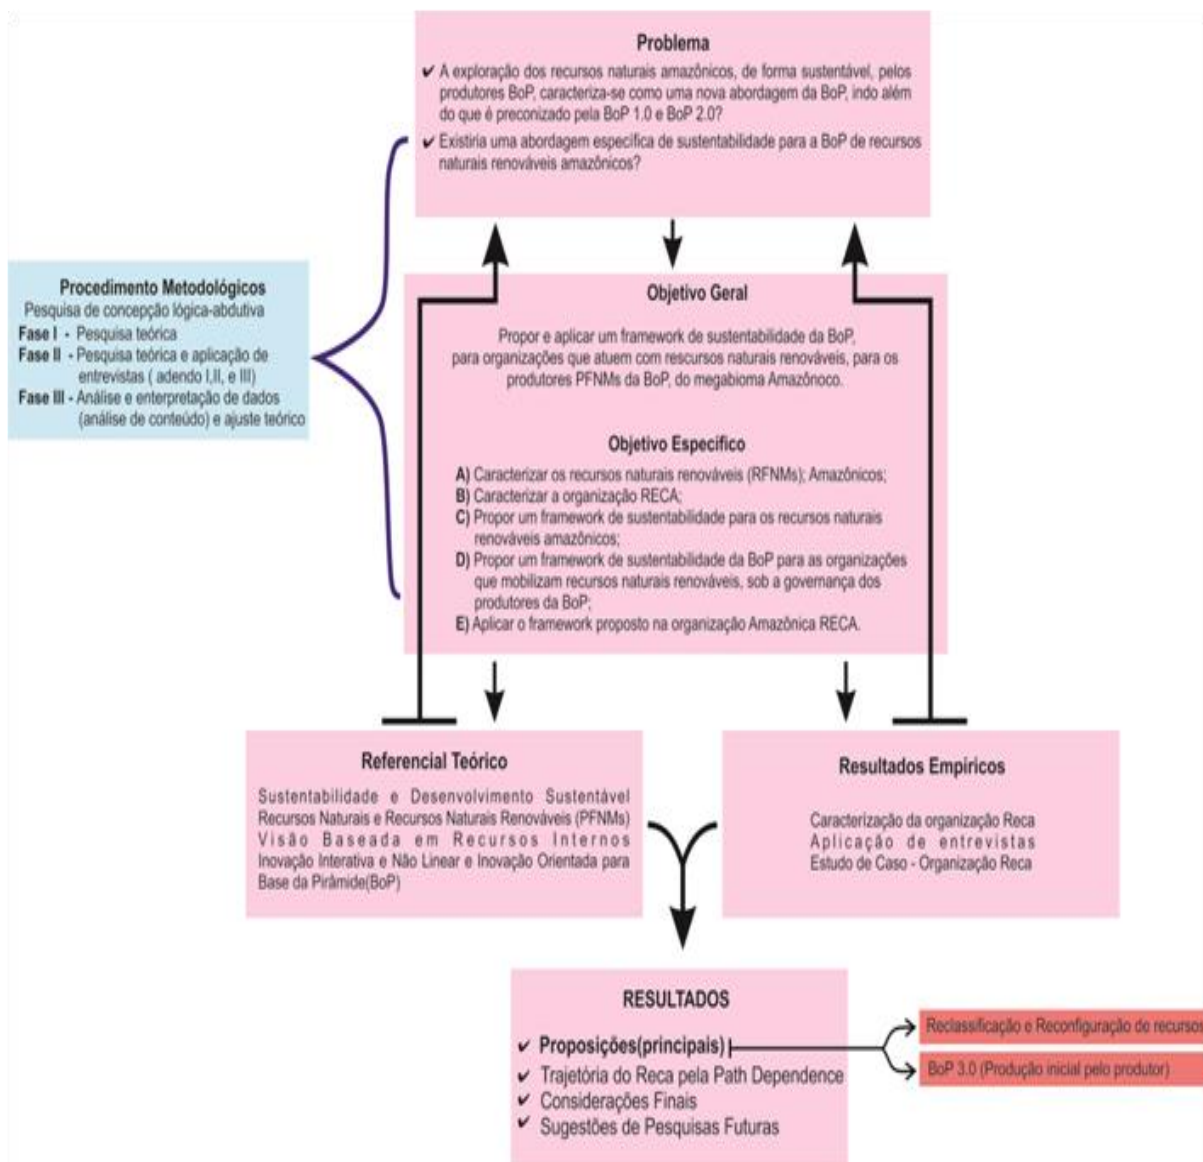 Problema
✔ A exploração dos recursos naturais amazônicos, de forma sustentável, pelos
produtores BoP, caracteriza-se como uma nova abordagem da BoP, indo além
do que é preconizado pela BoP 1.0 e BoP 2.0?
✔ Existiria uma abordagem específica de sustentabilidade para a BoP de recursos
naturais renováveis amazônicos?
Procedimento Metodológicos
Pesquisa de concepção lógica-abdutiva
Fase I - Pesquisa teórica
Fase II - Pesquisa teórica e aplicação de
entrevistas ( adendo I,II, e III)
Fase III - Análise e enterpretação de dados
(análise de conteúdo) e ajuste teórico
Objetivo Geral
Propor e aplicar um framework de sustentabilidade da BoP,
para organizações que atuem com rescursos naturais renováveis, para os
produtores PFNMs da BoP, do megabioma Amazônoco.
Objetivo Específico
A) Caracterizar os recursos naturais renováveis (RFNMs); Amazônicos;
B) Caracterizar a organização RECA;
C) Propor um framework de sustentabilidade para os recursos naturais
renováveis amazônicos;
D) Propor um framework de sustentabilidade da BoP para as organizações
que mobilizam recursos naturais renováveis, sob a governança dos
produtores da BoP;
E) Aplicar o framework proposto na organização Amazônica RECA.
Referencial Teórico
Sustentabilidade e Desenvolvimento Sustentável
Recursos Naturais e Recursos Naturais Renováveis (PFNMs)
Visão Baseada em Recursos Internos
Inovação Interativa e Não Linear e Inovação Orientada para
Base da Pirâmide(BoP)
Resultados Empíricos
Caracterização da organização Reca
Aplicação de entrevistas
Estudo de Caso - Organização Reca
RESULTADOS
✔ Proposições(principais)
✔ Trajetória do Reca pela Path Dependence
✔ Considerações Finais
✔ Sugestões de Pesquisas Futuras
Reclassificação e Reconfiguração de recursos
BoP 3.0 (Produção inicial pelo produtor)